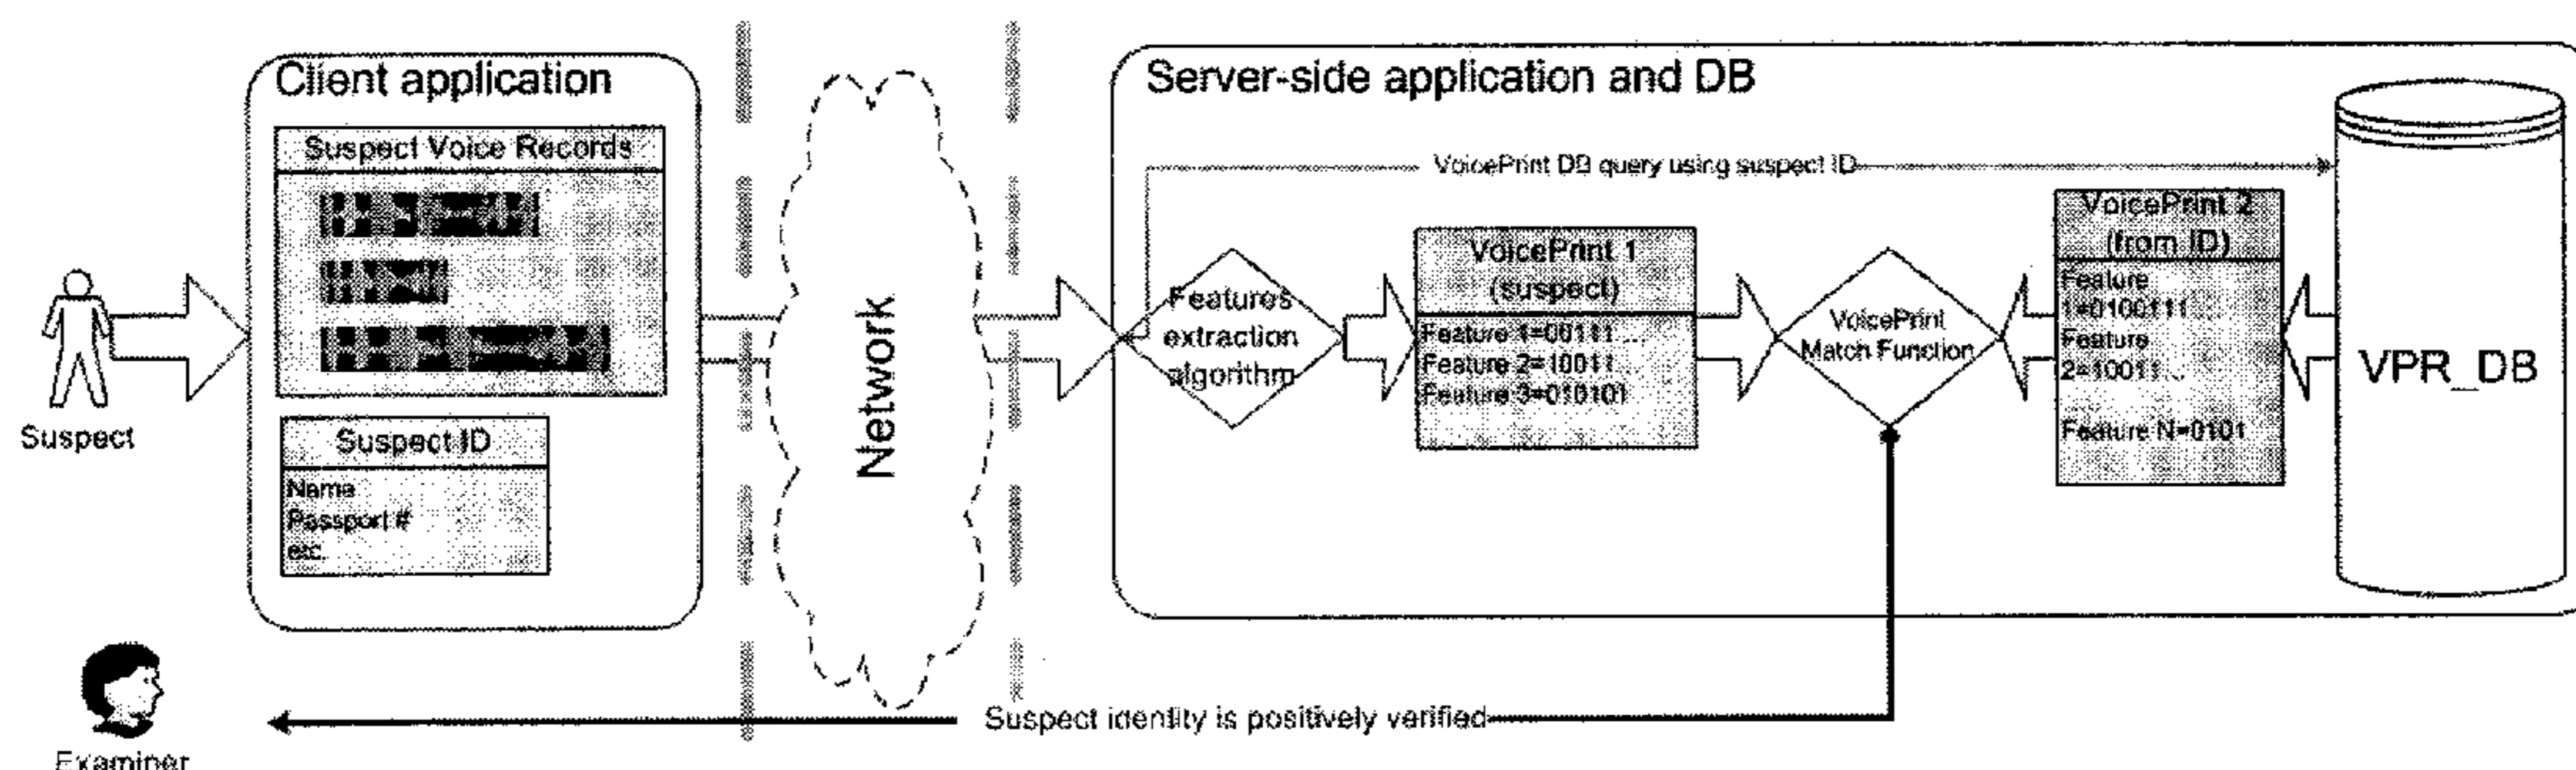 Client application
Suspect Voice Records
Suspect
Suspect ID
Name
Passport #
etc.
Examiner
Network
Server-side application and DB
VoicePrint DB query using suspect ID
Features
extraction
algorithm
VoicePrint 1
(suspect)
Feature 1=00111...
Feature 2=10011...
Feature 3=010101
VoicePrint
Match Function
VoicePrint 2
(from ID)
Feature
1=0100111...
Feature
2=10011...
Feature N=0101
VPR_DB
Suspect identity is positively verified